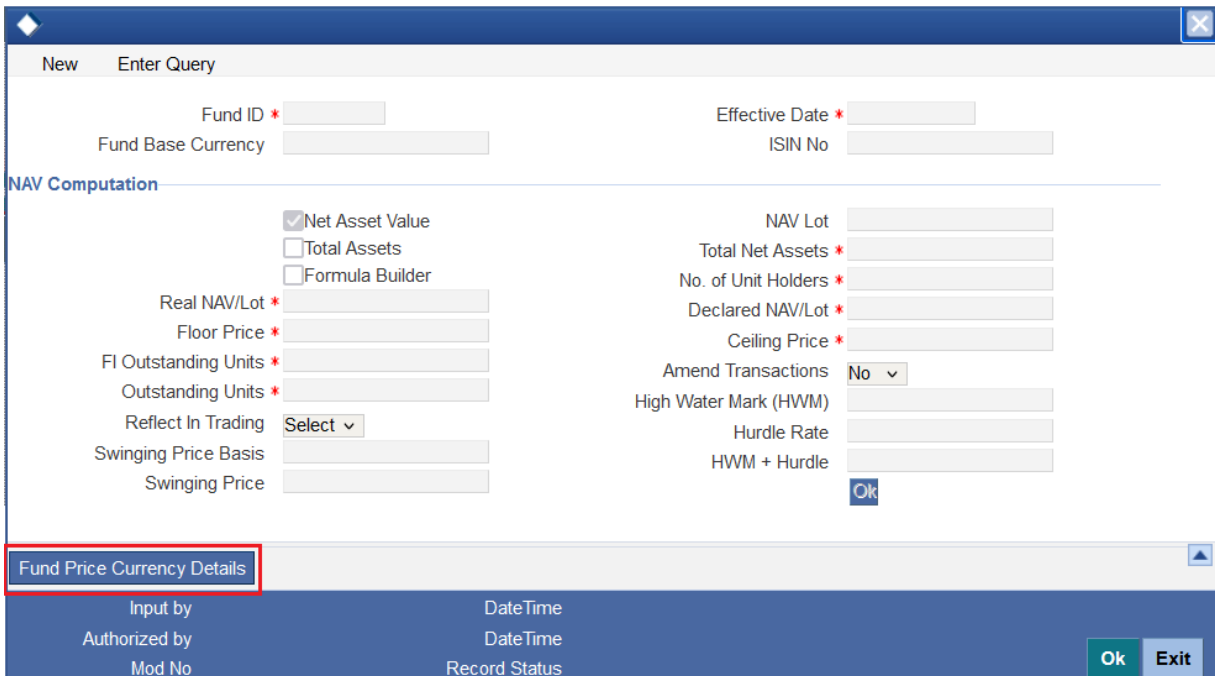 New Enter Query
Fund ID * Effective Date *
Fund Base Currency ISIN No
NAV Computation
Net Asset Value NAV Lot
Total Assets Total Net Assets *
Formula Builder No. of Unit Holders *
Real NAV/Lot * Declared NAV/Lot *
Floor Price * Ceiling Price *
FI Outstanding Units * Amend Transactions No
Outstanding Units * High Water Mark (HWM)
Reflect In Trading Select Hurdle Rate
Swinging Price Basis HWM + Hurdle
Swinging Price Ok
Fund Price Currency Details
Input by DateTime
Authorized by DateTime
Mod No Record Status Ok Exit